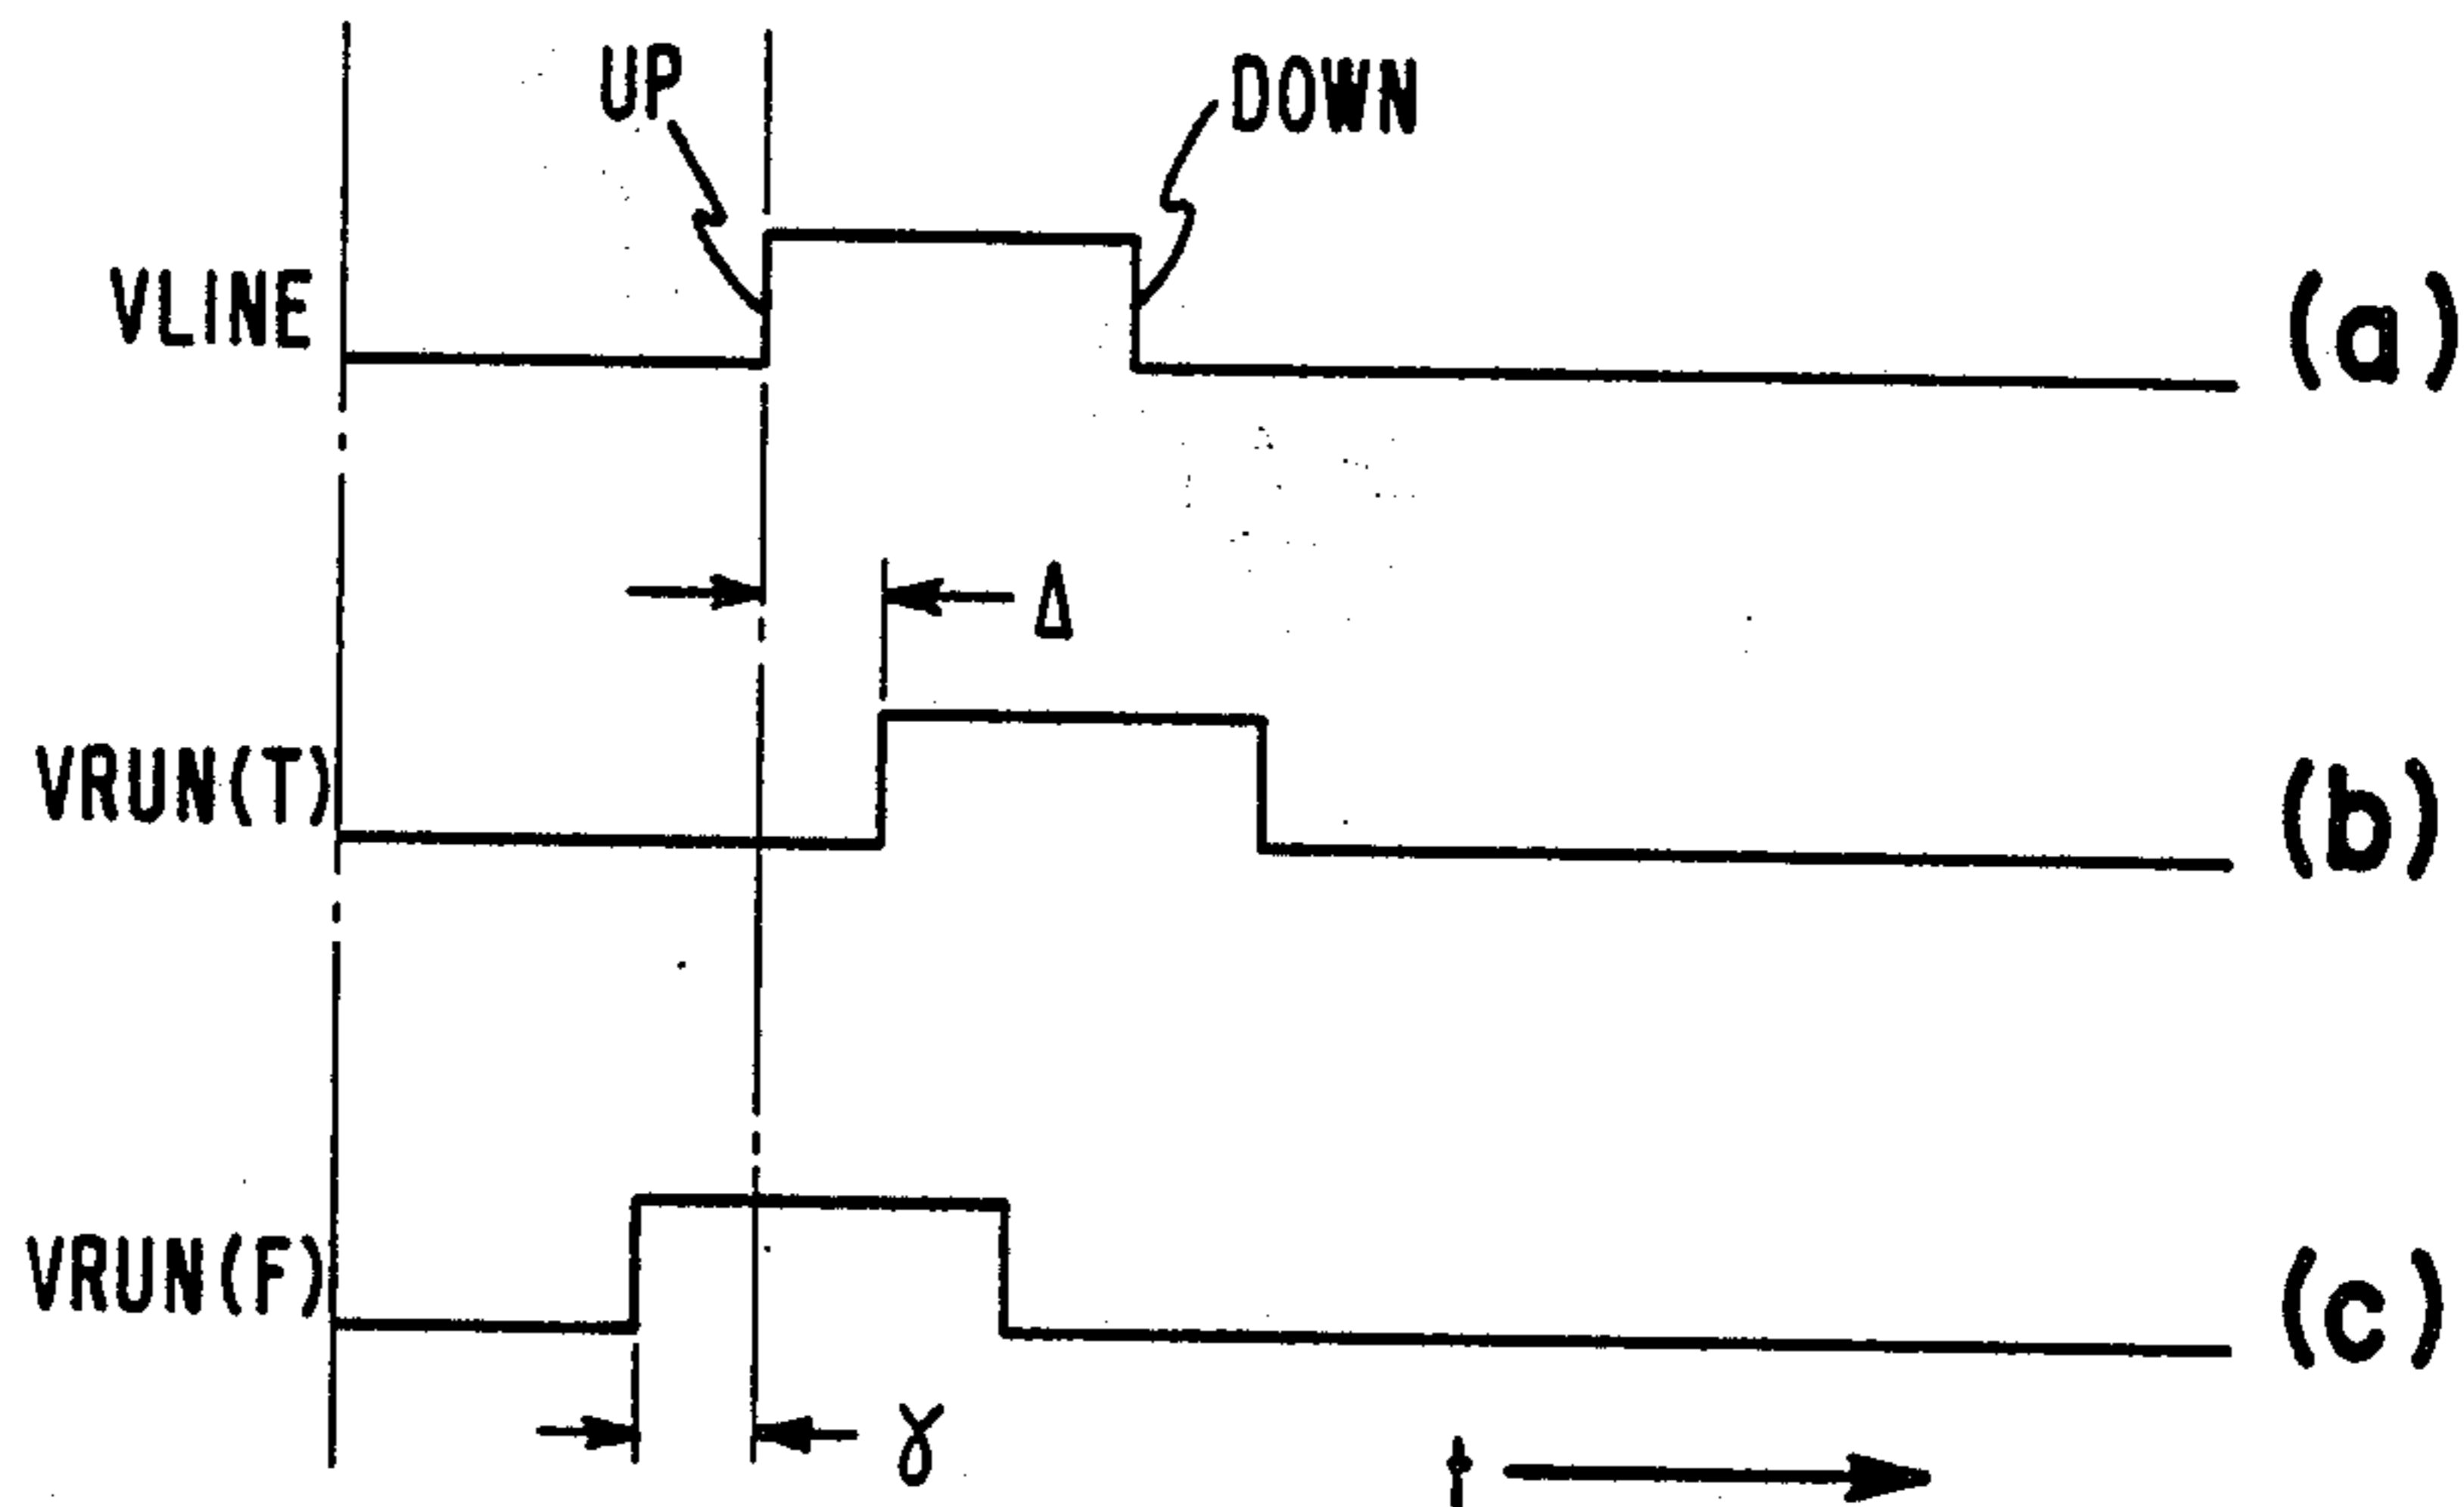 UP
DOWN
VLINE
(a)
Δ
VRUN(T)
(b)
VRUN(F)
(c)
γ
t